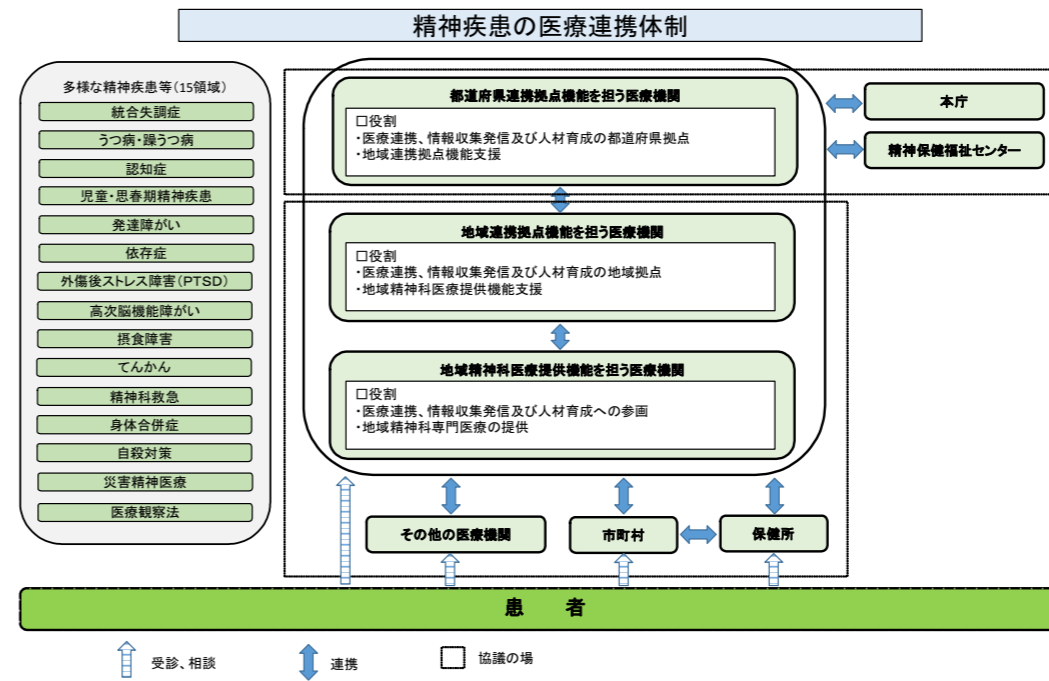 精神疾患の医療連携体制
多様な精神疾患等(15領域)
統合失調症
うつ病・躁うつ病
認知症
児童・思春期精神疾患
発達障がい
依存症
外傷後ストレス障害(PTSD)
高次脳機能障がい
摂食障害
てんかん
精神科救急
身体合併症
自殺対策
災害精神医療
医療観察法
都道府県連携拠点機能を担う医療機関
□役割
・医療連携、情報収集発信及び人材育成の都道府県拠点
・地域連携拠点機能支援
本庁
精神保健福祉センター
地域連携拠点機能を担う医療機関
□役割
・医療連携、情報収集発信及び人材育成の地域拠点
・地域精神科医療提供機能支援
地域精神科医療提供機能を担う医療機関
□役割
・医療連携、情報収集発信及び人材育成への参画
・地域精神科専門医療の提供
その他の医療機関
市町村
保健所
患 者
受診、相談
連携
協議の場